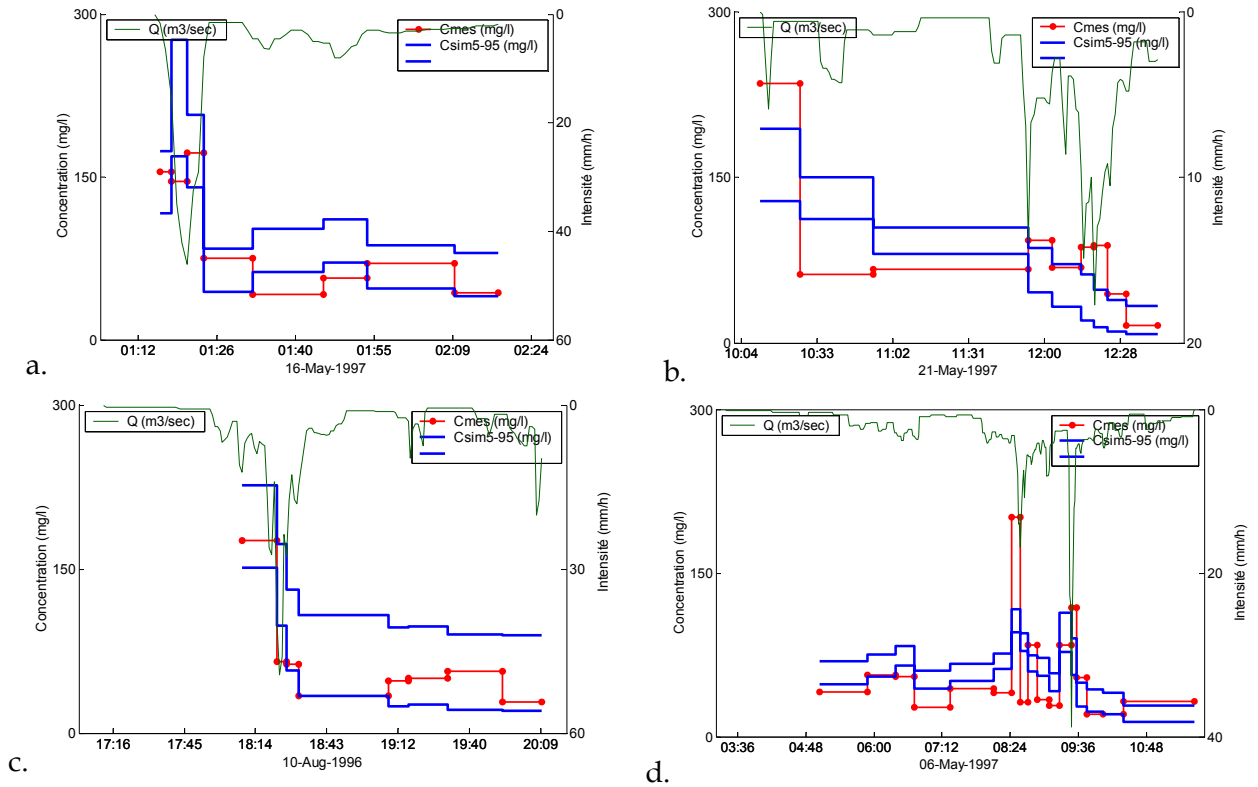 300
0
Q (m3/sec)
Cmes (mg/l)
Csim5-95 (mg/l)
20
150
40
0
60
Concentration (mg/l)
Intensité (mm/h)
01:12 01:26 01:40 01:55 02:09 02:24
16-May-1997
a.
300
0
Q (m3/sec)
Cmes (mg/l)
Csim5-95 (mg/l)
150
10
0
20
Concentration (mg/l)
Intensité (mm/h)
10:04 10:33 11:02 11:31 12:00 12:28
21-May-1997
b.
300
0
Q (m3/sec)
Cmes (mg/l)
Csim5-95 (mg/l)
150
30
0
60
Concentration (mg/l)
Intensité (mm/h)
17:16 17:45 18:14 18:43 19:12 19:40 20:09
10-Aug-1996
c.
300
0
Q (m3/sec)
Cmes (mg/l)
Csim5-95 (mg/l)
150
20
0
40
Concentration (mg/l)
Intensité (mm/h)
03:36 04:48 06:00 07:12 08:24 09:36 10:48
06-May-1997
d.